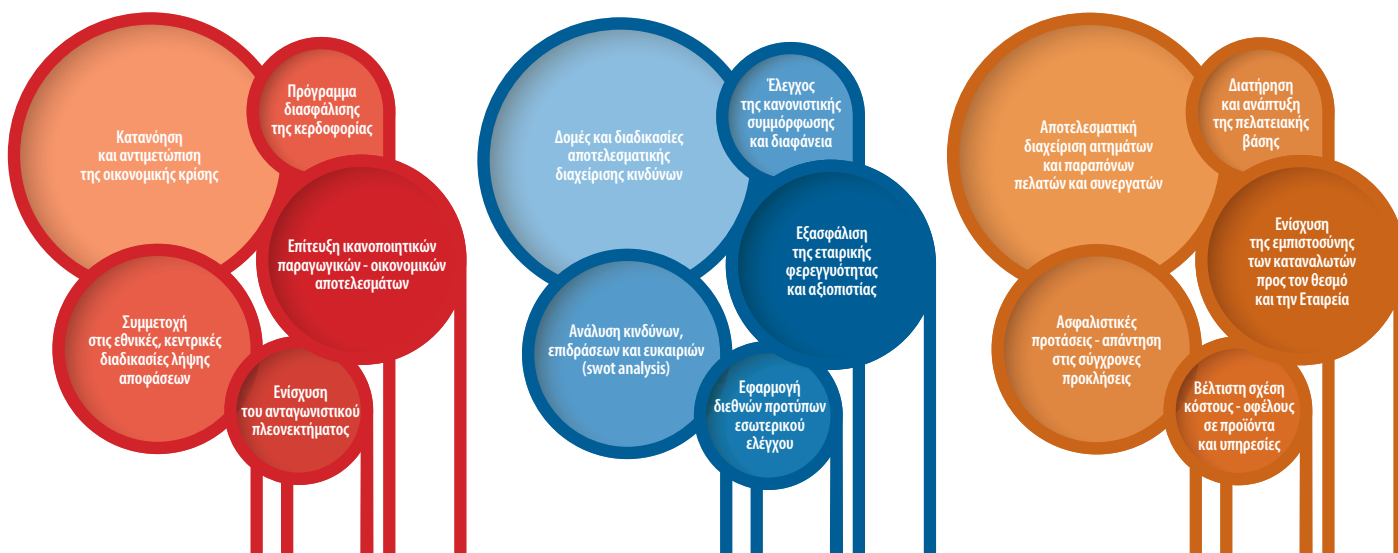 Κατανόηση
και αντιμετώπιση
της οικονομικής κρίσης
Πρόγραμμα
διασφάλισης
της κερδοφορίας
Επίτευξη ικανοποιητικών
παραγωγικών - οικονομικών
αποτελεσμάτων
Συμμετοχή
στις εθνικές, κεντρικές
διαδικασίες λήψης
αποφάσεων
Ενίσχυση
του ανταγωνιστικού
πλεονεκτήματος
Δομές και διαδικασίες
αποτελεσματικής
διαχείρισης κινδύνων
Έλεγχος
της κανονιστικής
συμμόρφωσης
και διαφάνεια
Εξασφάλιση
της εταιρικής
φερεγγυότητας
και αξιοπιστίας
Ανάλυση κινδύνων,
επιδράσεων και ευκαιριών
(swot analysis)
Εφαρμογή
διεθνών προτύπων
εσωτερικού
ελέγχου
Αποτελεσματική
διαχείριση αιτημάτων
και παραπόνων
πελατών και συνεργατών
Διατήρηση
και ανάπτυξη
της πελατειακής
βάσης
Ενίσχυση
της εμπιστοσύνης
των καταναλωτών
προς τον θεσμό
και την Εταιρεία
Ασφαλιστικές
προτάσεις - απάντηση
στις σύγχρονες
προκλήσεις
Βέλτιστη σχέση
κόστους - οφέλους
σε προϊόντα
και υπηρεσίες